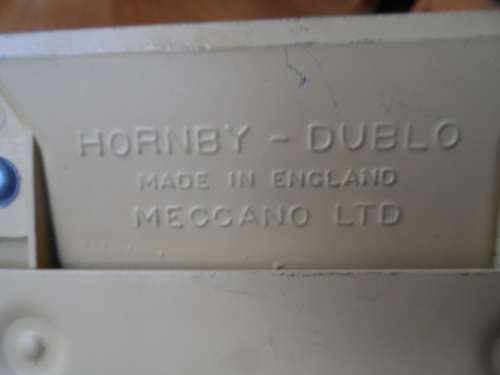 HORNBY - DUBLO
MADE IN ENGLAND
MECCANO LTD